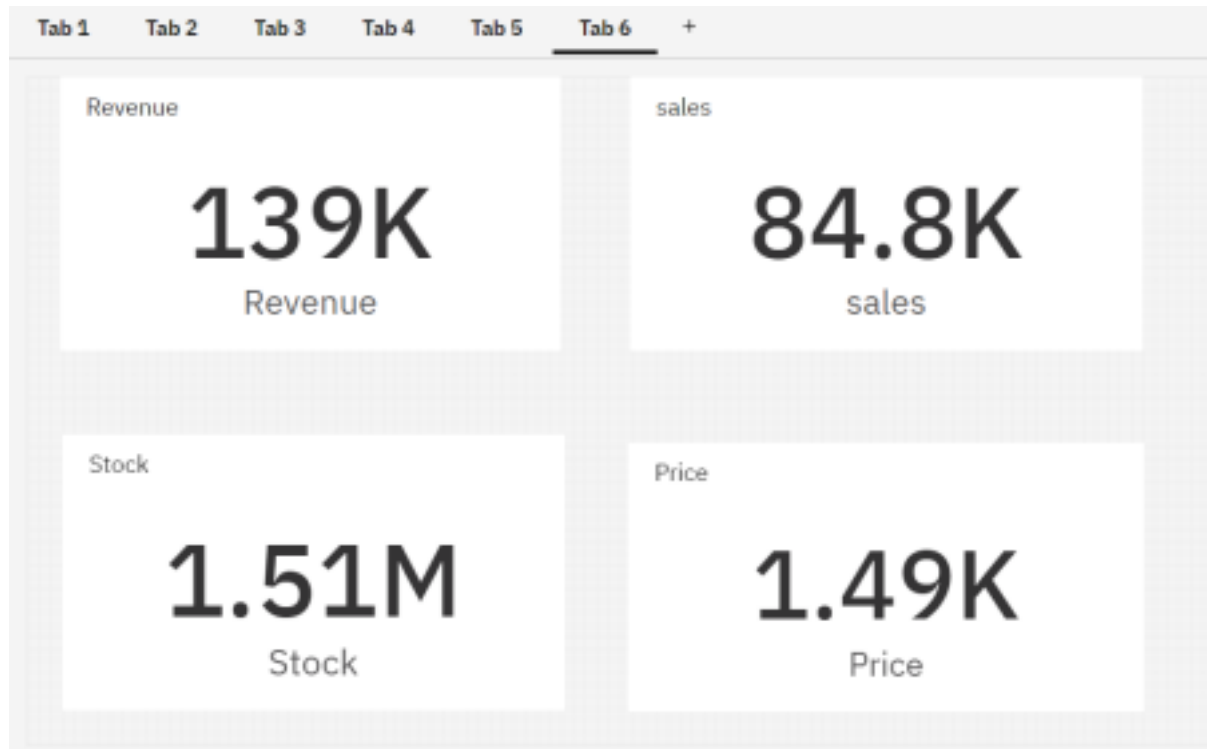 Tab 1 Tab 2 Tab 3 Tab 4 Tab 5 Tab 6 +
Revenue
139K
Revenue
sales
84.8K
sales
Stock
1.51M
Stock
Price
1.49K
Price